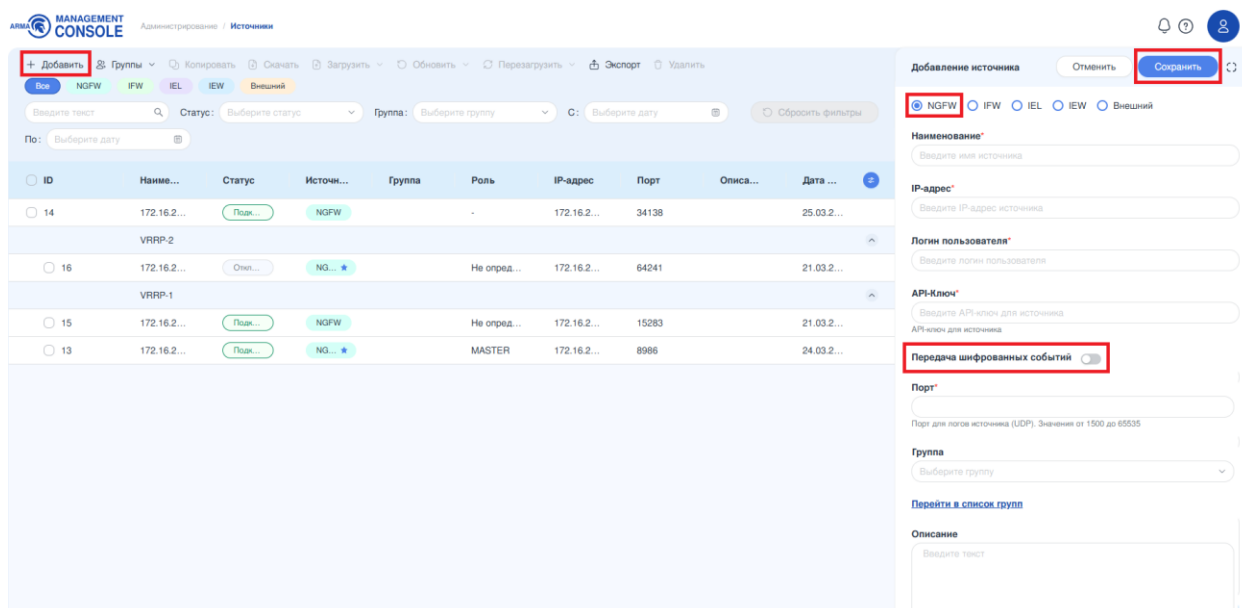 ARMA MANAGEMENT CONSOLE
Администрирование / Источники
+ Добавить Группы Копировать Скачать Загрузить Обновить Перезагрузить Экспорт Удалить
Все NGFW IFW IEL IEW Внешний
Введите текст Статус: Выберите статус Группа: Выберите группу С: Выберите дату Сбросить фильтры
По: Выберите дату
ID Наиме... Статус Источн... Группа Роль IP-адрес Порт Описа... Дата ...
14 172.16.2... Подк... NGFW - 172.16.2... 34138 25.03.2...
VRRP-2
16 172.16.2... Откл... NG... ★ Не опред... 172.16.2... 64241 21.03.2...
VRRP-1
15 172.16.2... Подк... NGFW Не опред... 172.16.2... 15283 21.03.2...
13 172.16.2... Подк... NG... ★ MASTER 172.16.2... 8986 24.03.2...
Добавление источника Отменить Сохранить
NGFW IFW IEL IEW Внешний
Наименование*
Введите имя источника
IP-адрес*
Введите IP-адрес источника
Логин пользователя*
Введите логин пользователя
API-Ключ*
Введите API-ключ для источника
API-ключ для источника
Передача шифрованных событий
Порт*
Порт для логов источника (UDP). Значения от 1500 до 65535
Группа
Выберите группу
Перейти в список групп
Описание
Введите текст